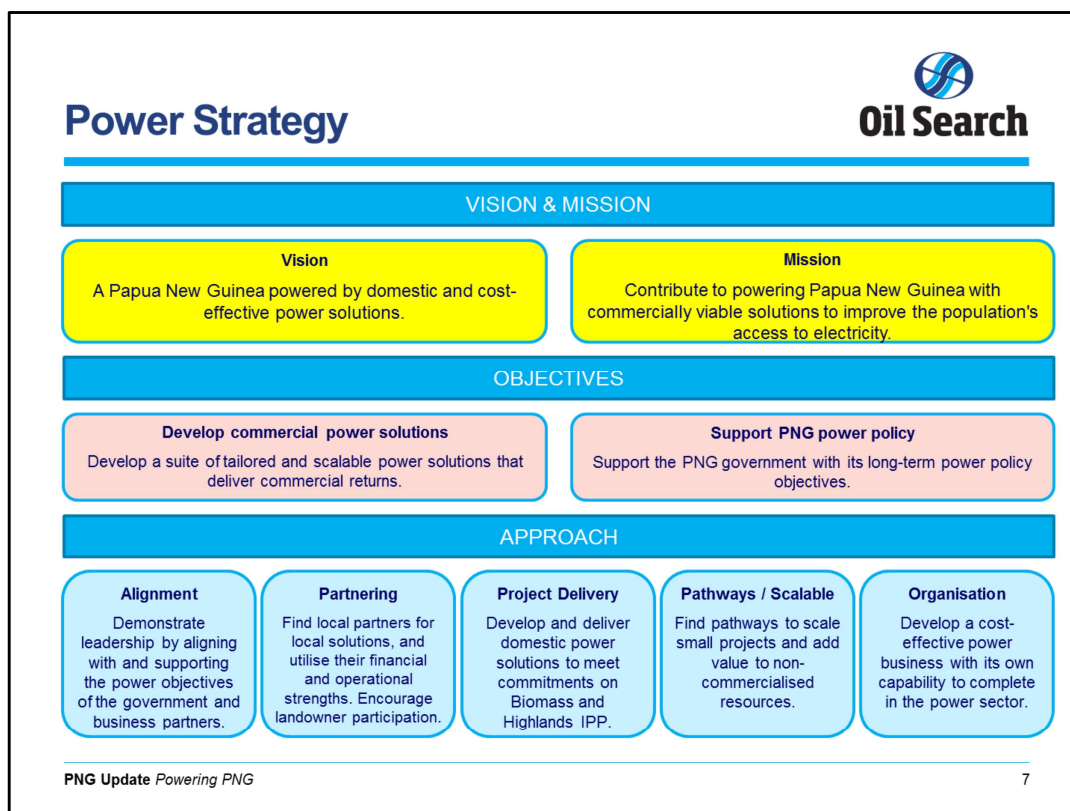 Power Strategy
Oil Search
VISION & MISSION
Vision
A Papua New Guinea powered by domestic and cost-
effective power solutions.
Mission
Contribute to powering Papua New Guinea with
commercially viable solutions to improve the population's
access to electricity.
OBJECTIVES
Develop commercial power solutions
Develop a suite of tailored and scalable power solutions that
deliver commercial returns.
Support PNG power policy
Support the PNG government with its long-term power policy
objectives.
APPROACH
Alignment
Demonstrate
leadership by aligning
with and supporting
the power objectives
of the government and
business partners.
Partnering
Find local partners for
local solutions, and
utilise their financial
and operational
strengths. Encourage
landowner participation.
Project Delivery
Develop and deliver
domestic power
solutions to meet
commitments on
Biomass and
Highlands IPP.
Pathways / Scalable
Find pathways to scale
small projects and add
value to non-
commercialised
resources.
Organisation
Develop a cost-
effective power
business with its own
capability to complete
in the power sector.
PNG Update Powering PNG
7